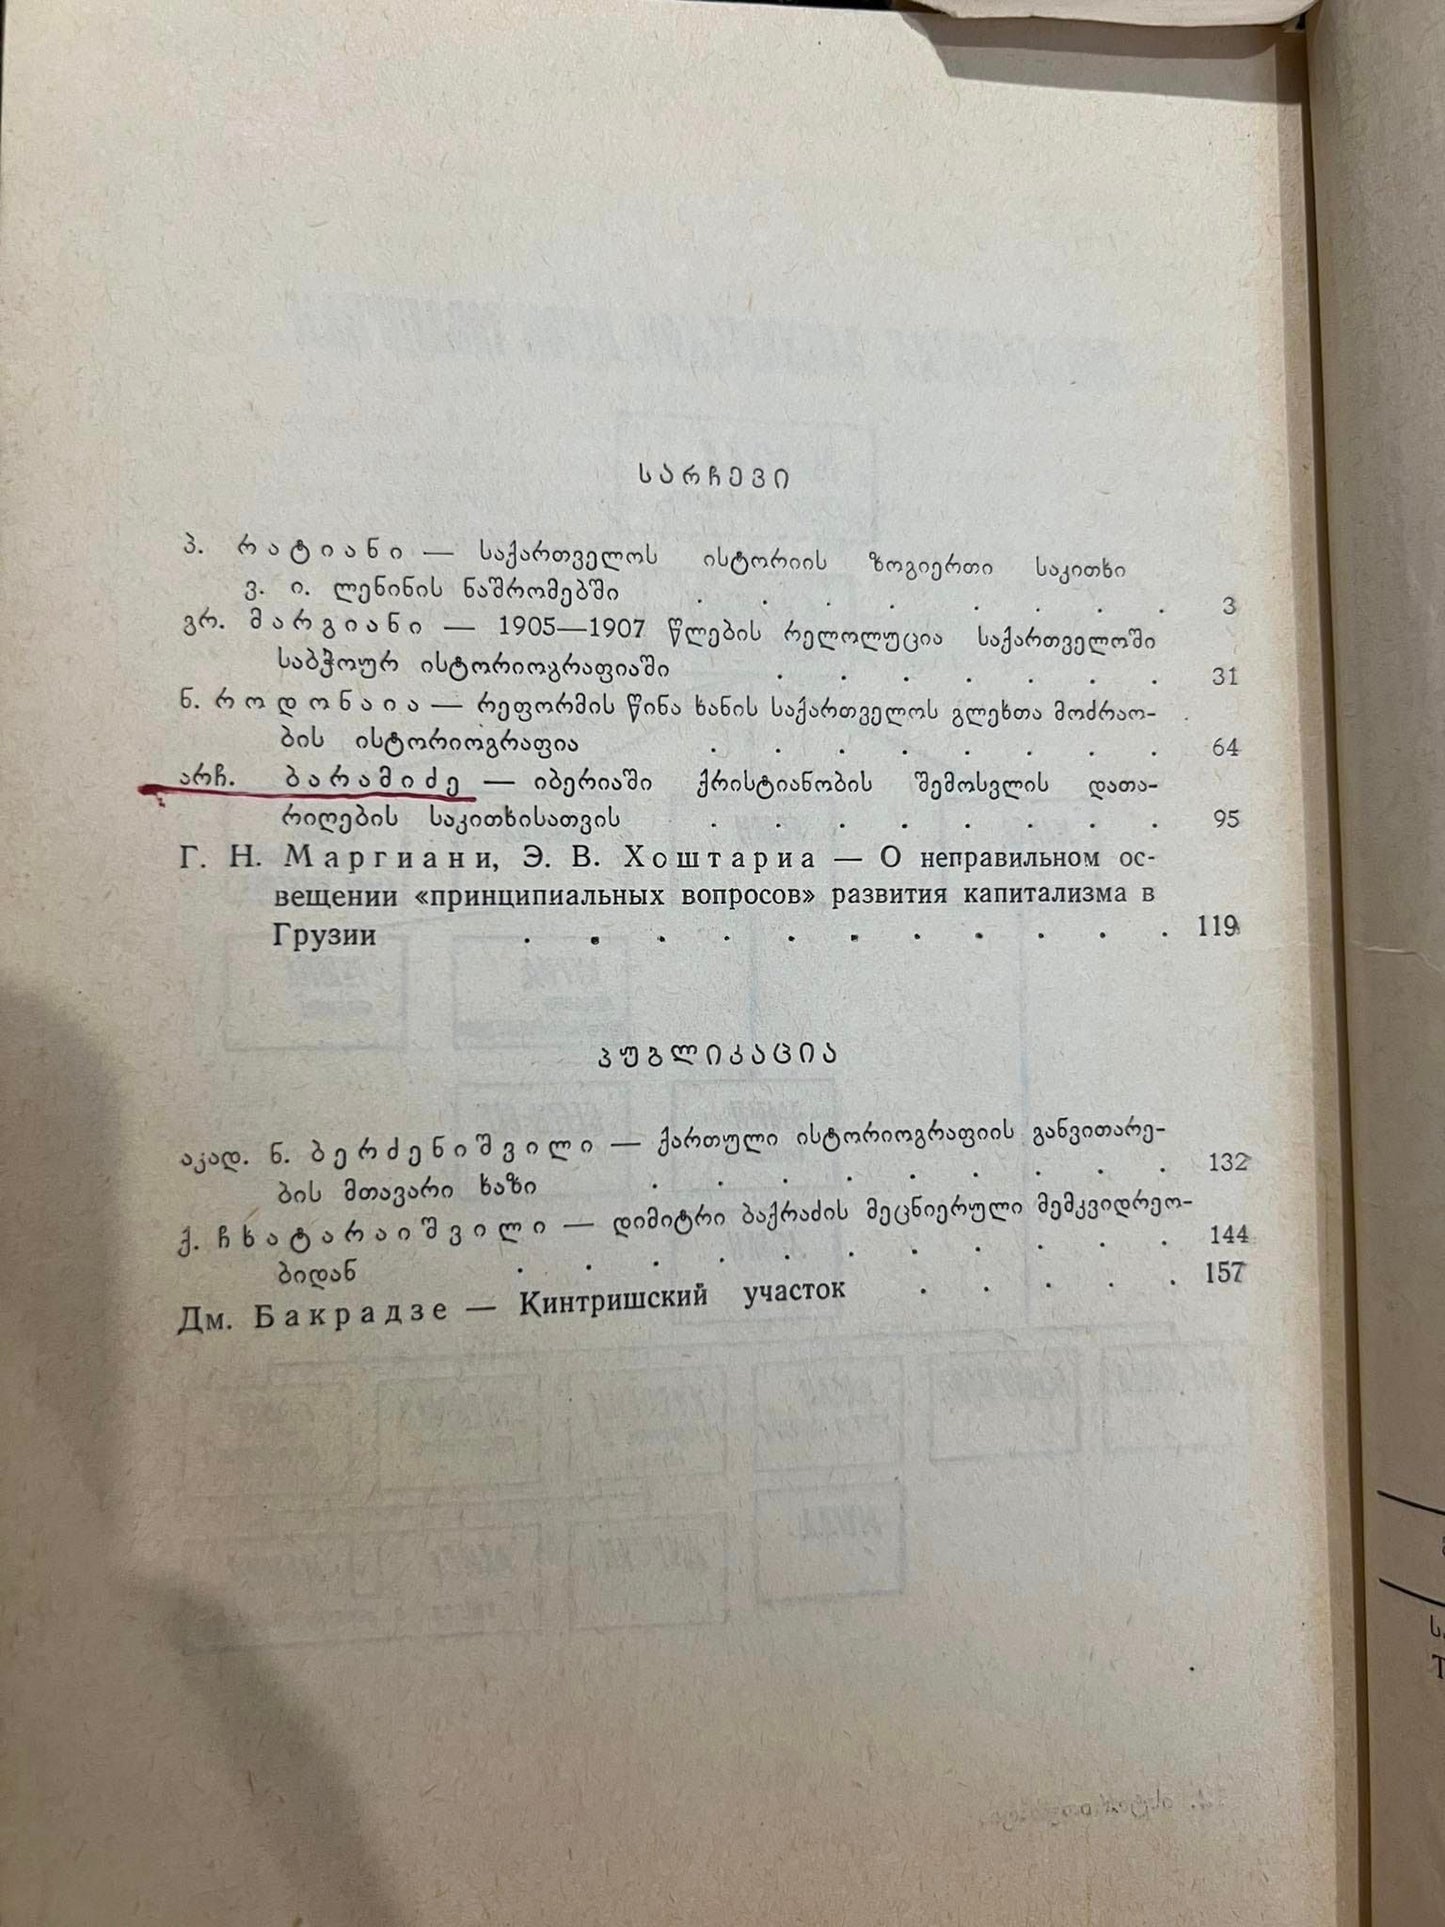 სარჩევი
პ. რატიანი — საქართველოს ისტორიის ზოგიერთი საკითხი
ვ. ი. ლენინის ნაშრომებში . . . . . . . . 3
გრ. მარგიანი — 1905—1907 წლების რელოლუცია საქართველოში
საბჭოურ ისტორიოგრაფიაში . . . . . . . 31
ნ. როდონაია — რეფორმის წინა ხანის საქართველოს გლეხთა მოძრაო-
ბის ისტორიოგრაფია . . . . . . . . 64
არჩ. ბარამიძე — იბერიაში ქრისტიანობის შემოსვლის დათა-
რიღების საკითხისათვის . . . . . . . . 95
Г. Н. Маргиани, Э. В. Хоштариа — О неправильном ос-
вещении «принципиальных вопросов» развития капитализма в
Грузии . . . . . . . . . . . 119
პუბლიკაცია
აკად. ნ. ბერძენიშვილი — ქართული ისტორიოგრაფიის განვითარე-
ბის მთავარი ხაზი . . . . . . . . . 132
ქ. ჩხატარაიშვილი — დიმიტრი ბაქრაძის მეცნიერული მემკვიდრეო-
ბიდან . . . . . . . . . . . 144
Дм. Бакрадзе — Кинтришский участок . . . . . 157